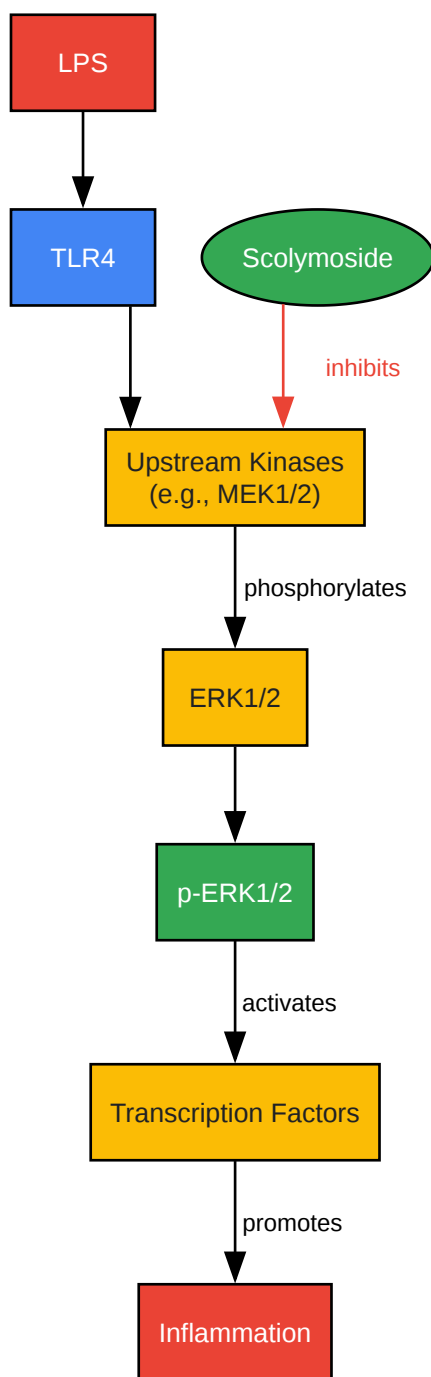 LPS
TLR4
Scolymoside
inhibits
Upstream Kinases
(e.g., MEK1/2)
phosphorylates
ERK1/2
p-ERK1/2
activates
Transcription Factors
promotes
Inflammation